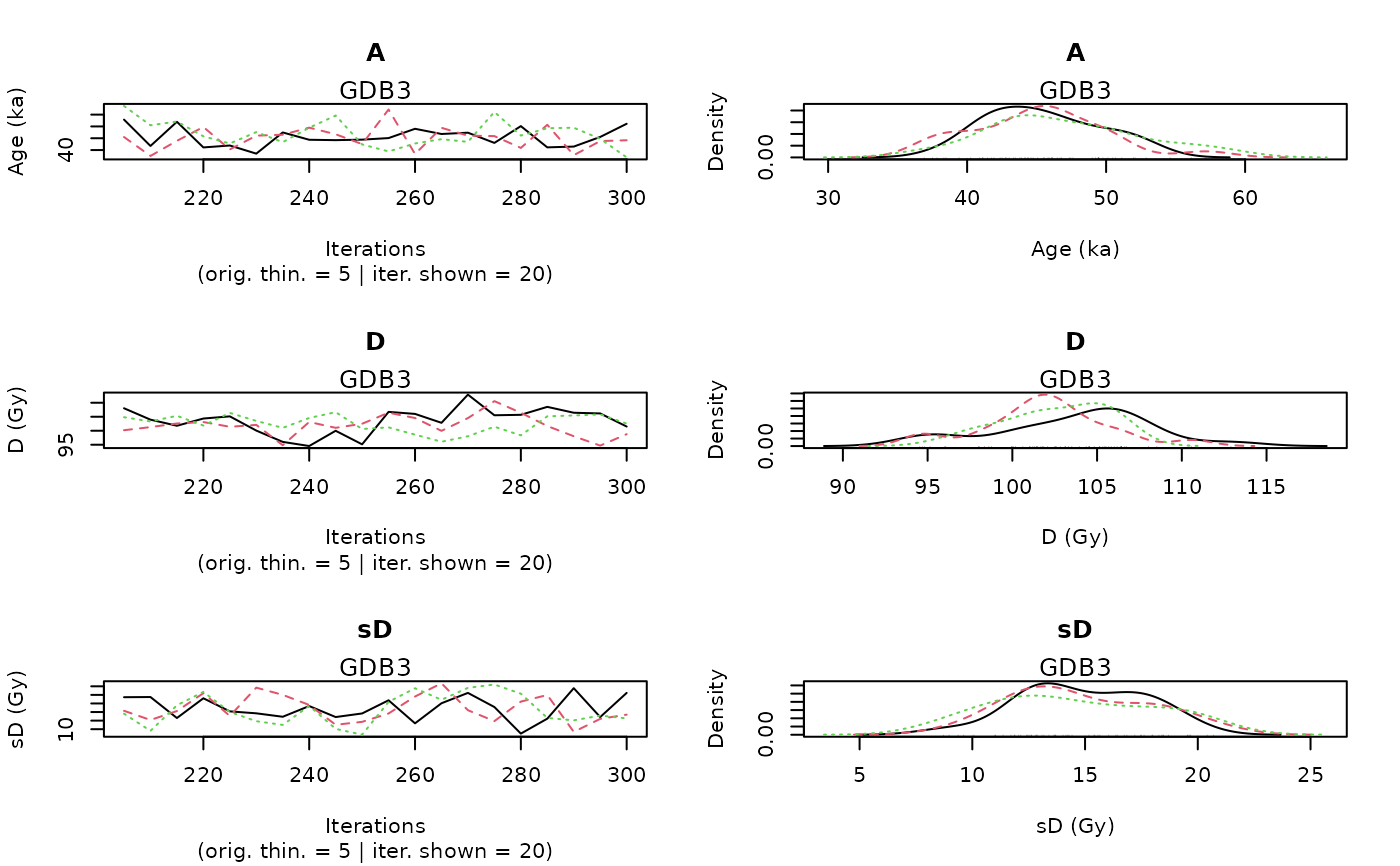 A
GDB3
Age (ka)
40
220 240 260 280 300
Iterations
(orig. thin. = 5 | iter. shown = 20)
A
GDB3
Density
0.00
30 40 50 60
Age (ka)
D
GDB3
D (Gy)
95
220 240 260 280 300
Iterations
(orig. thin. = 5 | iter. shown = 20)
D
GDB3
Density
0.00
90 95 100 105 110 115
D (Gy)
sD
GDB3
sD (Gy)
10
220 240 260 280 300
Iterations
(orig. thin. = 5 | iter. shown = 20)
sD
GDB3
Density
0.00
5 10 15 20 25
sD (Gy)